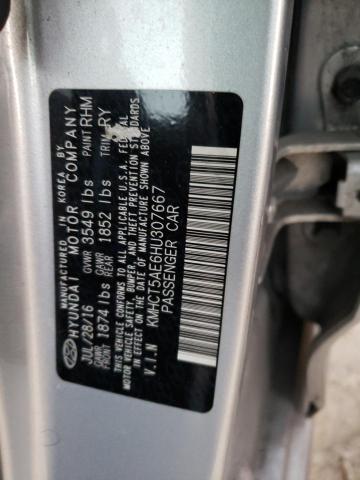 MFD. IN KOREA BY
HYUNDAI MOTOR COMPANY
JUL/28/16 GVWR 3549 lbs PAINT RHM
GAWR FRONT 1874 lbs GAWR REAR 1852 lbs TRIM RY
THIS VEHICLE CONFORMS TO ALL APPLICABLE U.S.A. FEDERAL
MOTOR VEHICLE SAFETY, BUMPER, AND THEFT PREVENTION
STANDARDS IN EFFECT ON THE DATE OF MANUFACTURE SHOWN ABOVE.
V.I.N KMHCT5AE6HU307667
PASSENGER CAR